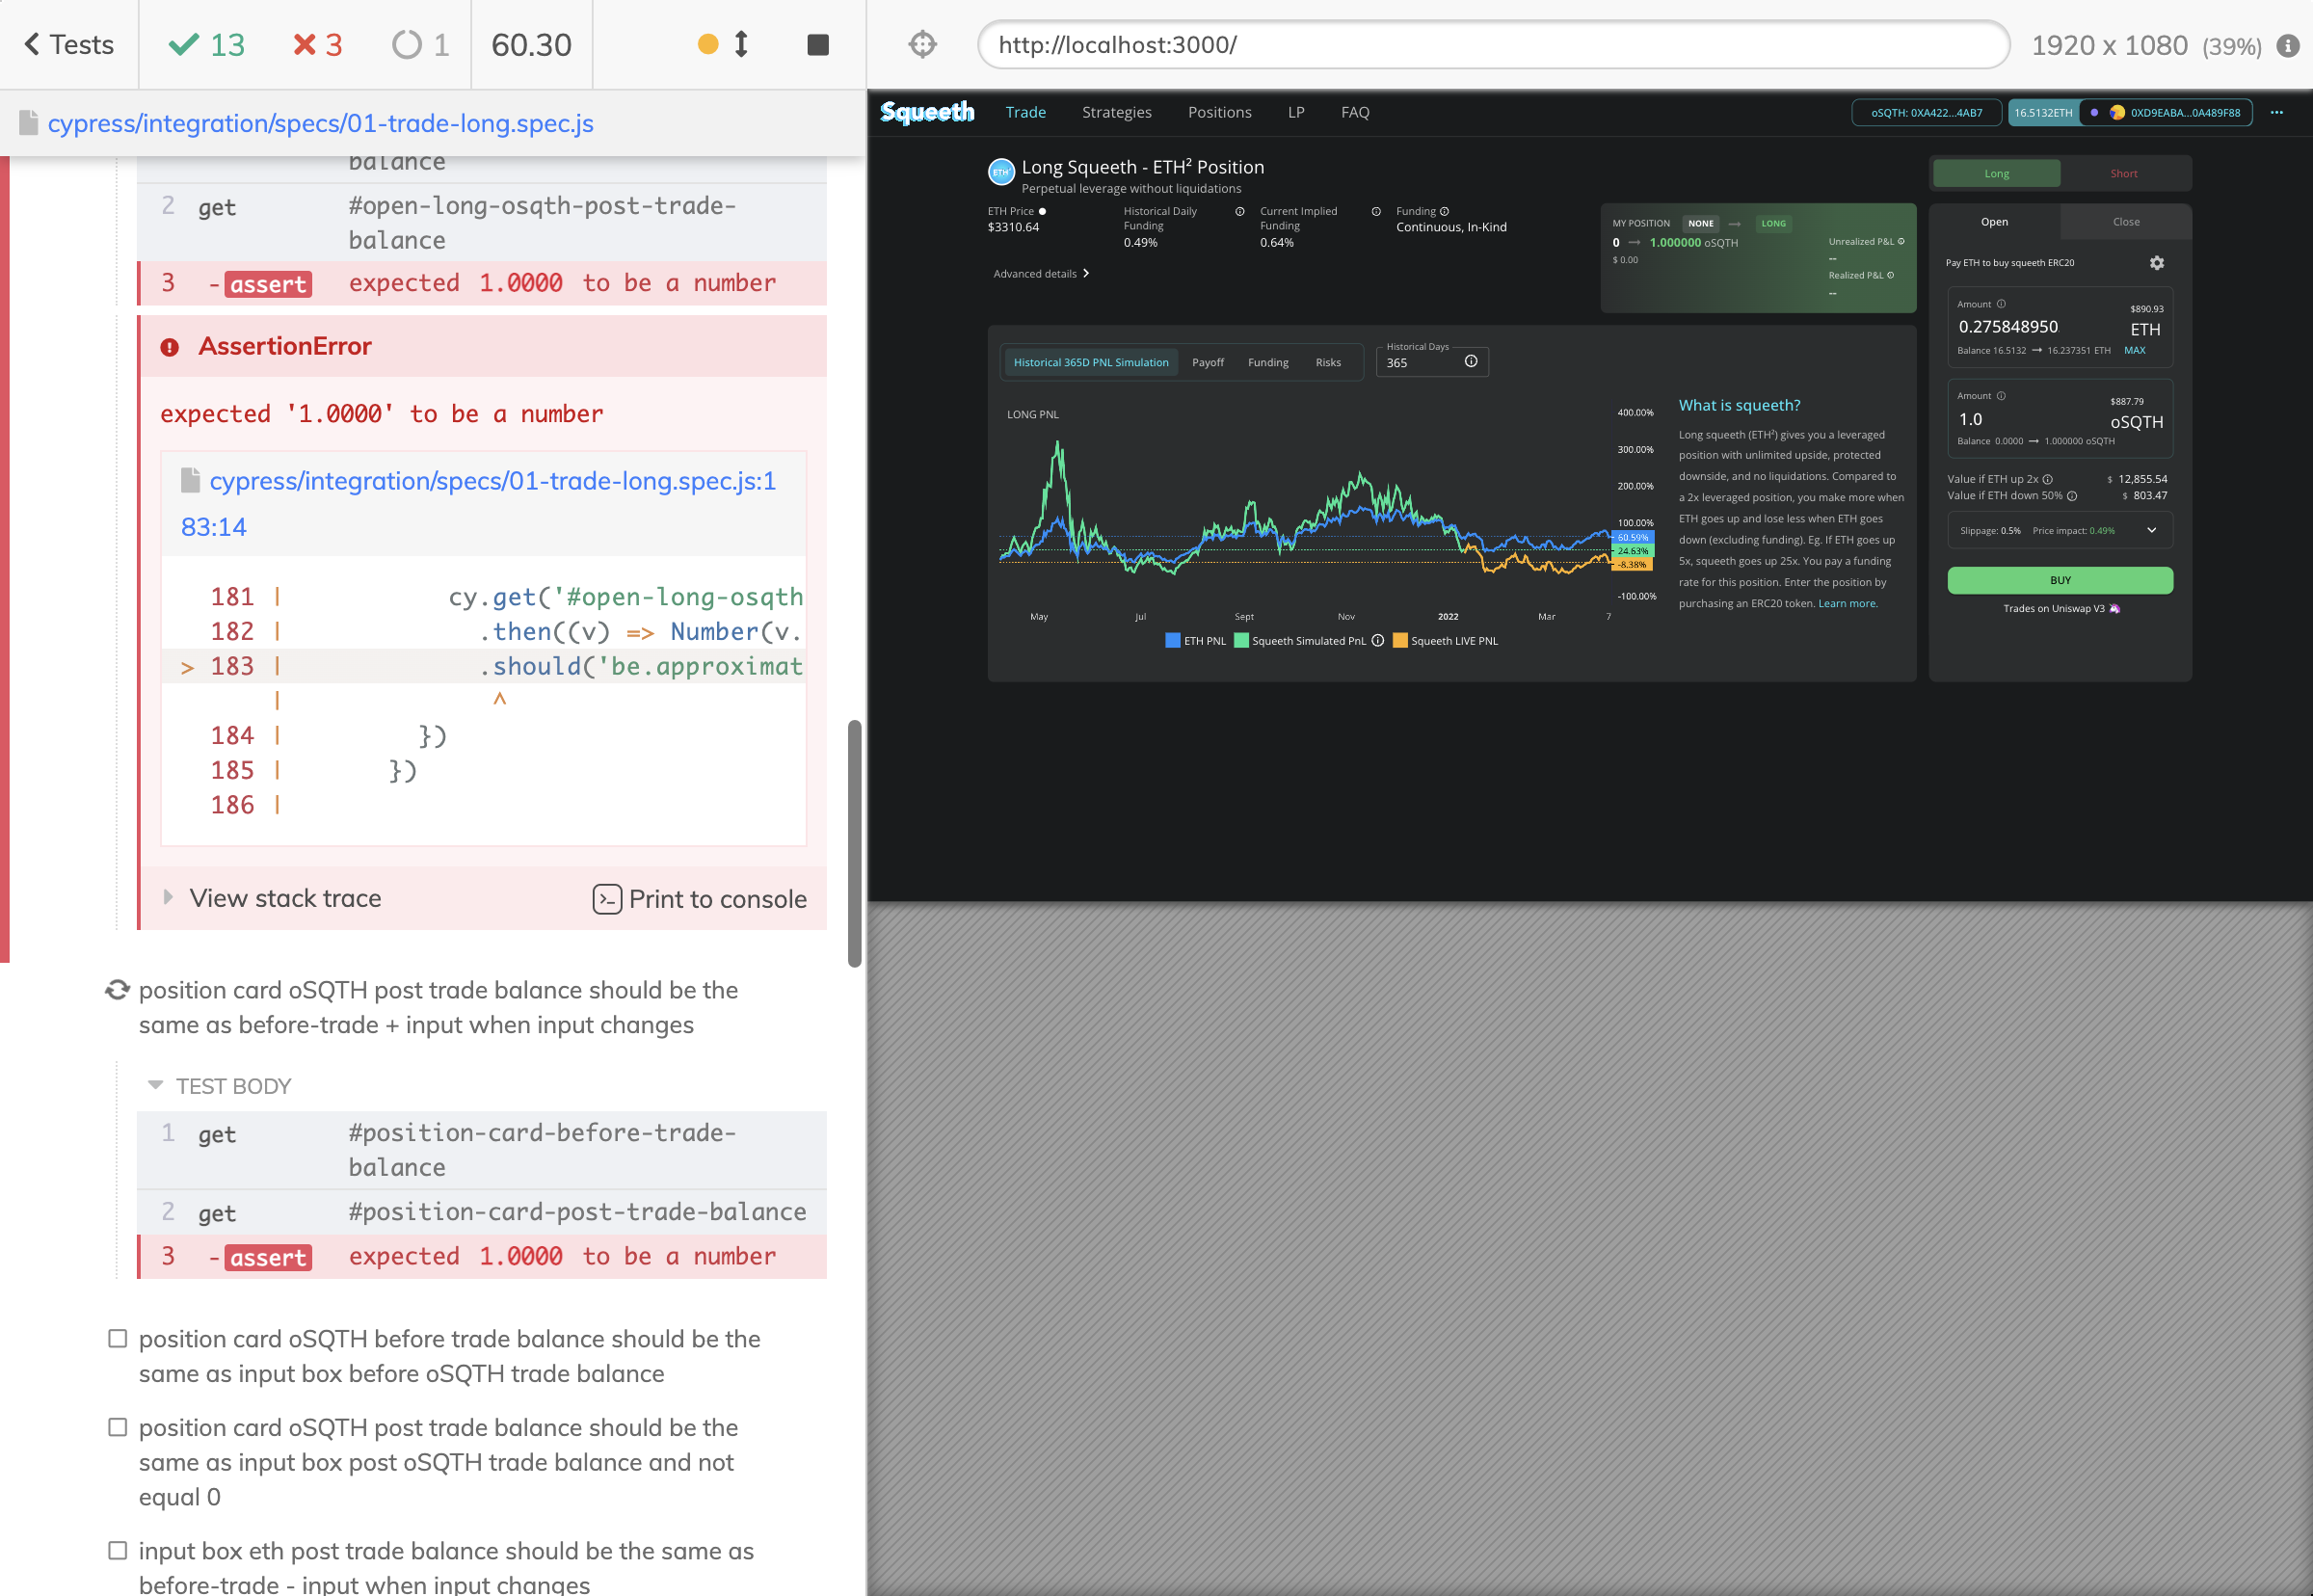 Tests
13
3
1
60.30
http://localhost:3000/
1920 x 1080 (39%)
cypress/integration/specs/01-trade-long.spec.js
balance
2 get #open-long-osqth-post-trade-
balance
3 -assert expected 1.0000 to be a number
AssertionError
expected '1.0000' to be a number
cypress/integration/specs/01-trade-long.spec.js:1
83:14
181 | cy.get('#open-long-osqth
182 | .then((v) => Number(v.
> 183 | .should('be.approximat
| ^
184 | })
185 | })
186 |
View stack trace
Print to console
position card oSQTH post trade balance should be the
same as before-trade + input when input changes
TEST BODY
1 get #position-card-before-trade-
balance
2 get #position-card-post-trade-balance
3 -assert expected 1.0000 to be a number
position card oSQTH before trade balance should be the
same as input box before oSQTH trade balance
position card oSQTH post trade balance should be the
same as input box post oSQTH trade balance and not
equal 0
input box eth post trade balance should be the same as
before-trade - input when input changes
Squeeth
Trade
Strategies
Positions
LP
FAQ
oSQTH: 0XA422...4AB7
16.5132ETH
0XD9EABA...0A489F88
ETH²
Long Squeeth - ETH² Position
Perpetual leverage without liquidations
ETH Price
$3310.64
Historical Daily
Funding
0.49%
Current Implied
Funding
0.64%
Funding
Continuous, In-Kind
Advanced details
MY POSITION NONE → LONG
0 → 1.000000 oSQTH
$ 0.00
Unrealized P&L
--
Realized P&L
--
Historical 365D PNL Simulation
Payoff
Funding
Risks
Historical Days
365
LONG PNL
400.00%
300.00%
200.00%
100.00%
60.59%
24.63%
-8.38%
-100.00%
May
Jul
Sept
Nov
2022
Mar
7
ETH PNL
Squeeth Simulated PnL
Squeeth LIVE PNL
What is squeeth?
Long squeeth (ETH²) gives you a leveraged
position with unlimited upside, protected
downside, and no liquidations. Compared to
a 2x leveraged position, you make more when
ETH goes up and lose less when ETH goes
down (excluding funding). Eg. If ETH goes up
5x, squeeth goes up 25x. You pay a funding
rate for this position. Enter the position by
purchasing an ERC20 token. Learn more.
Long
Short
Open
Close
Pay ETH to buy squeeth ERC20
Amount
$890.93
0.275848950
ETH
Balance 16.5132 → 16.237351 ETH MAX
Amount
$887.79
1.0
oSQTH
Balance 0.0000 → 1.000000 oSQTH
Value if ETH up 2x $ 12,855.54
Value if ETH down 50% $ 803.47
Slippage: 0.5% Price impact: 0.49%
BUY
Trades on Uniswap V3 🦄